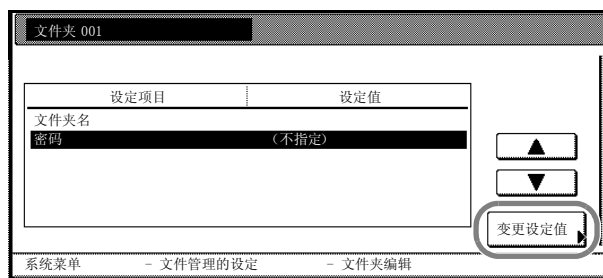 文件夹 001
设定项目 设定值
文件夹名
密码 （不指定）
变更设定值
系统菜单 - 文件管理的设定 - 文件夹编辑